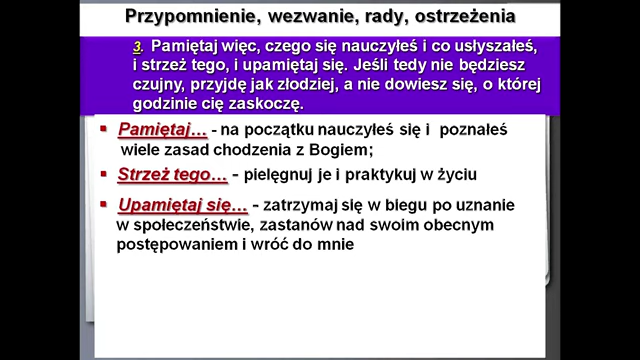 Przypomnienie, wezwanie, rady, ostrzeżenia
3. Pamiętaj więc, czego się nauczyłeś i co usłyszałeś,
i strzeż tego, i upamiętaj się. Jeśli tedy nie będziesz
czujny, przyjdę jak złodziej, a nie dowiesz się, o której
godzinie cię zaskoczę.
▪ Pamiętaj… - na początku nauczyłeś się i poznałeś
wiele zasad chodzenia z Bogiem;
▪ Strzeż tego… - pielęgnuj je i praktykuj w życiu
▪ Upamiętaj się… - zatrzymaj się w biegu po uznanie
w społeczeństwie, zastanów nad swoim obecnym
postępowaniem i wróć do mnie